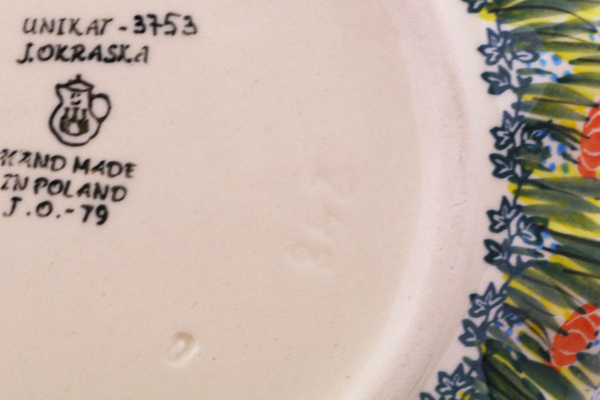 UNIKAT - 3753
J.OKRASKA
HAND MADE
IN POLAND
J.O.-79